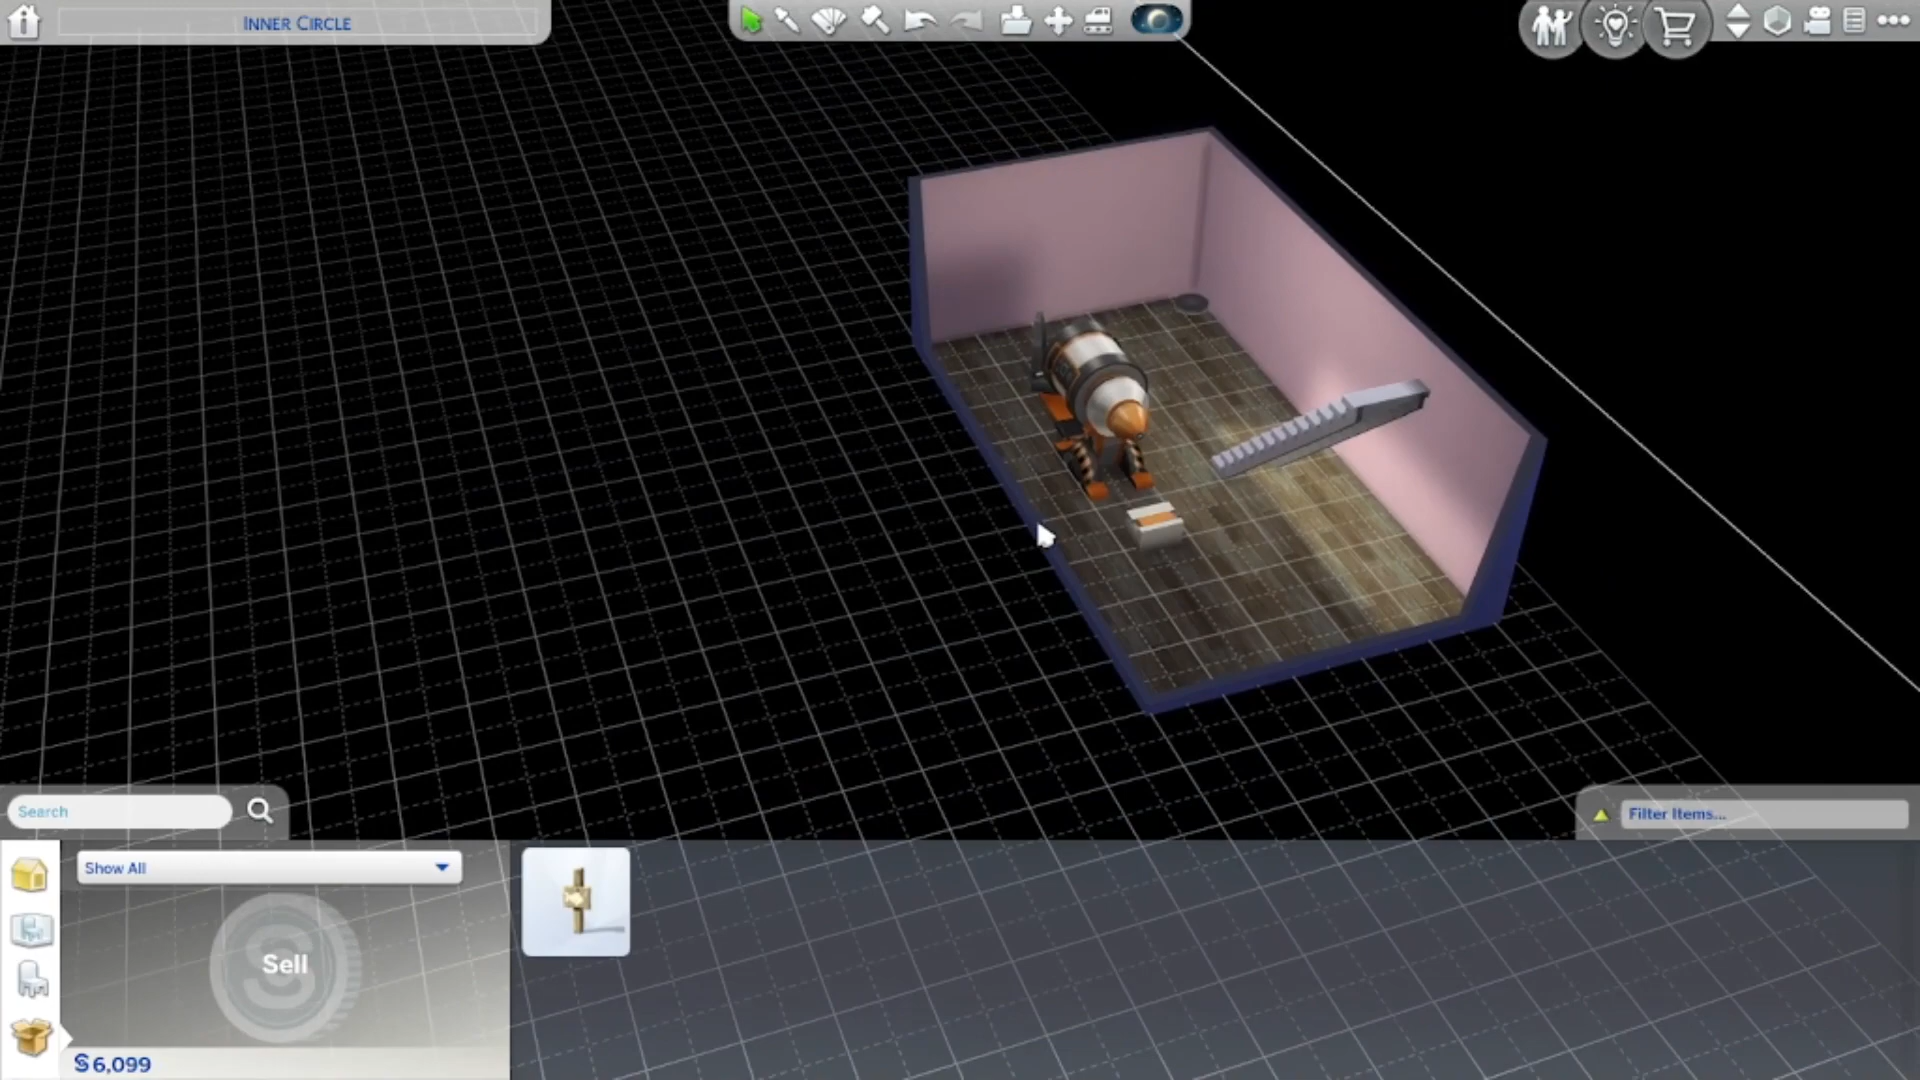 INNER CIRCLE
Search
Filter Items...
Show All
Sell
§6,099